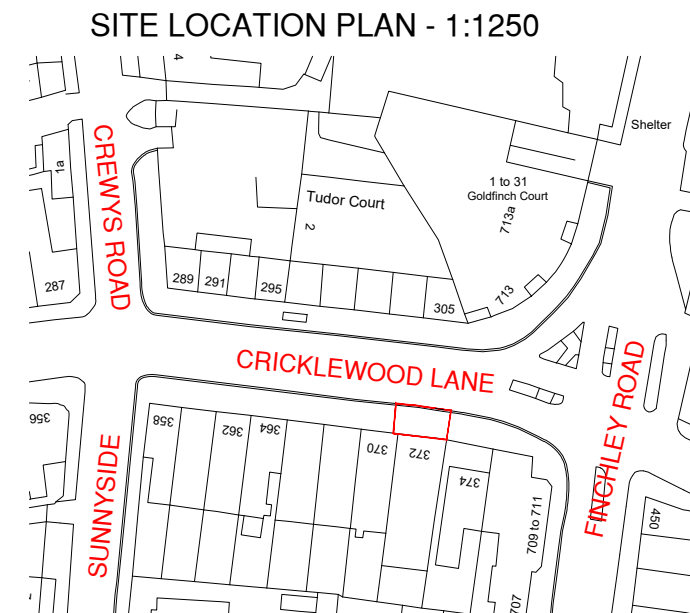 SITE LOCATION PLAN - 1:1250
4
Shelter
CREWYS ROAD
1a
1 to 31
Goldfinch Court
Tudor Court
713a
2
287
289
291
295
305
713
CRICKLEWOOD LANE
FINCHLEY ROAD
356
358
362
364
370
372
374
SUNNYSIDE
709 to 711
450
707